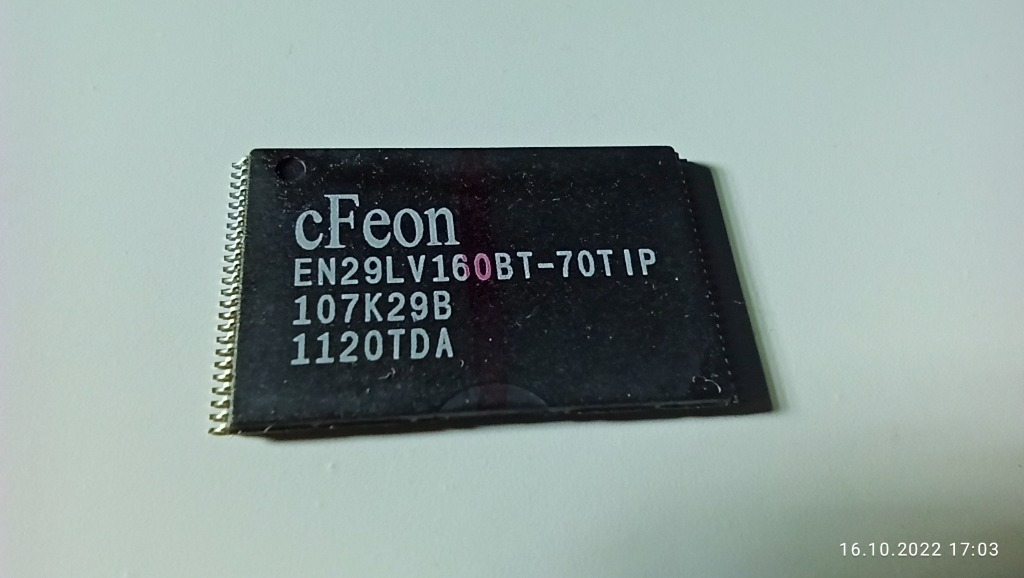 cFeon
EN29LV160BT-70TIP
107K29B
1120TDA
16.10.2022 17:03